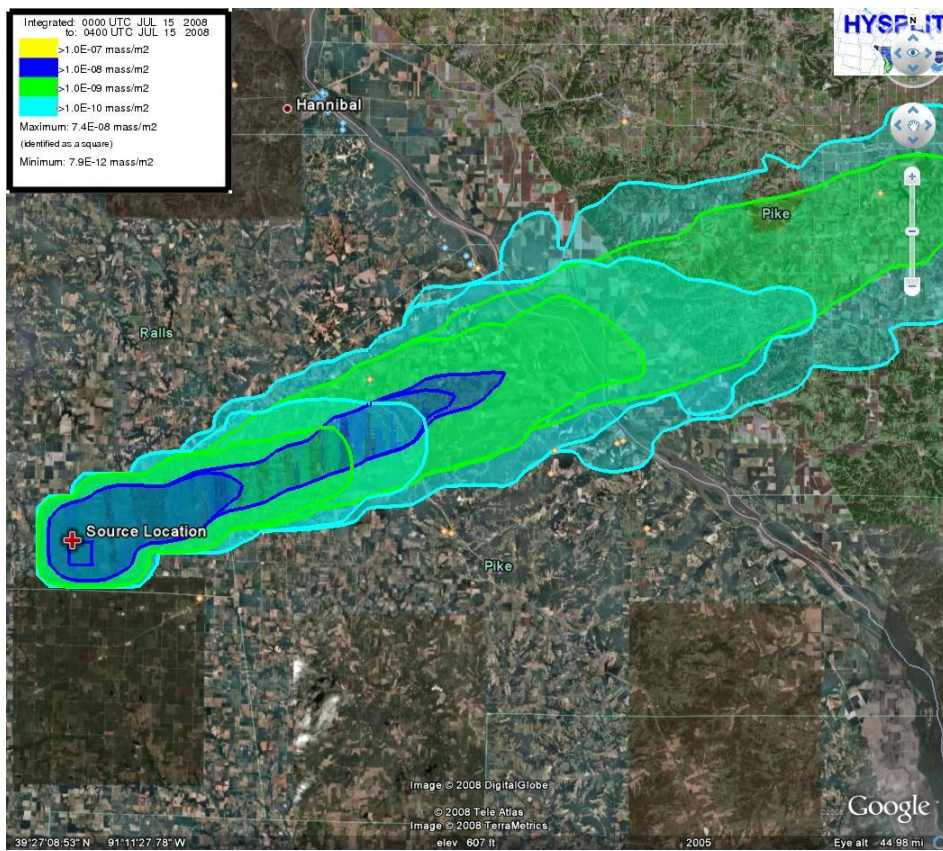 Integrated: 0000 UTC JUL 15 2008
to: 0400 UTC JUL 15 2008
>1.0E-07 mass/m2
>1.0E-08 mass/m2
>1.0E-09 mass/m2
>1.0E-10 mass/m2
Maximum: 7.4E-08 mass/m2
(identified as a square)
Minimum: 7.9E-12 mass/m2
HYSPLIT
N
Hannibal
Pike
Ralls
Source Location
Pike
Image © 2008 DigitalGlobe
© 2008 Tele Atlas
Image © 2008 TerraMetrics
Google
39°27'08.53" N 91°11'27.78" W
elev 607 ft
2005
Eye alt 44.98 mi